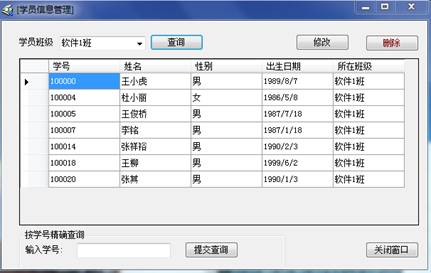 [学员信息管理]
学员班级 软件1班 查询 修改 删除
学号 姓名 性别 出生日期 所在班级
100000 王小虎 男 1989/8/7 软件1班
100004 杜小丽 女 1986/5/8 软件1班
100005 王俊桥 男 1987/7/18 软件1班
100007 李铭 男 1987/1/18 软件1班
100014 张祥裕 男 1990/2/3 软件1班
100018 王柳 男 1999/6/2 软件1班
100020 张其 男 1990/1/3 软件1班
按学号精确查询
输入学号: 提交查询 关闭窗口